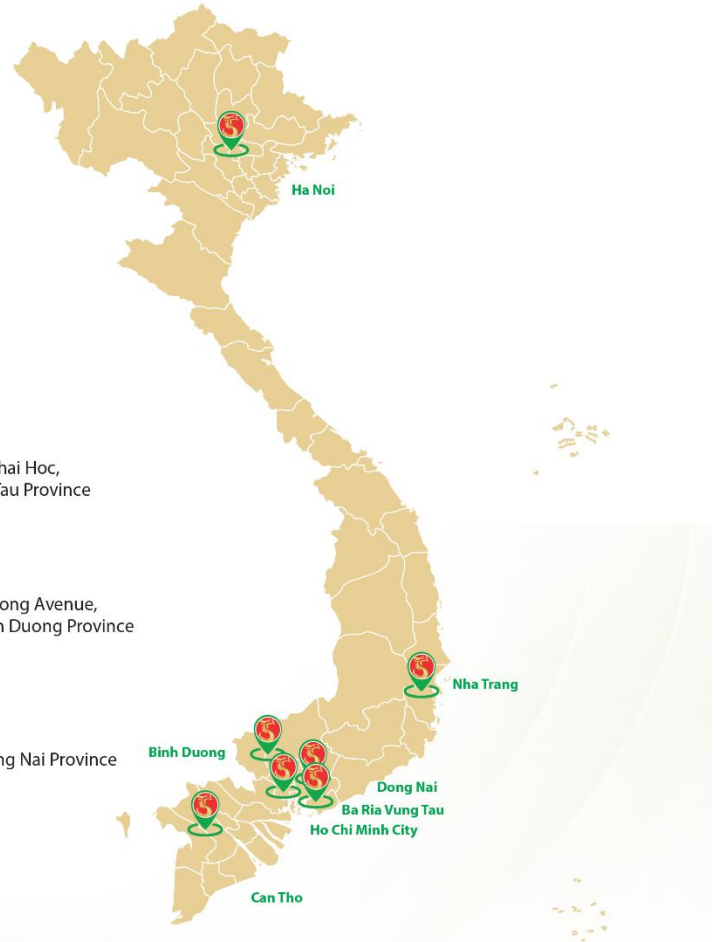 Ha Noi
hai Hoc,
Tau Province
ong Avenue,
n Duong Province
Nha Trang
Binh Duong
ng Nai Province
Dong Nai
Ba Ria Vung Tau
Ho Chi Minh City
Can Tho